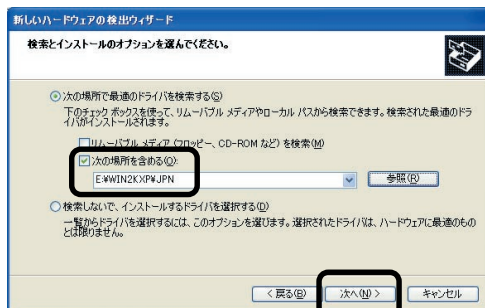 新しいハードウェアの検出ウィザード
検索とインストールのオプションを選んでください。
次の場所で最適のドライバを検索する(S)
下のチェック ボックスを使って、リムーバブル メディアやローカル パスから検索できます。検索された最適のドラ
イバがインストールされます。
リムーバブル メディア (フロッピー、CD-ROM など) を検索(M)
次の場所を含める(O):
E:¥WIN2KXP¥JPN
参照(R)
検索しないで、インストールするドライバを選択する(D)
一覧からドライバを選択するには、このオプションを選びます。選択されたドライバは、ハードウェアに最適のもの
とは限りません。
< 戻る(B)
次へ(N) >
キャンセル